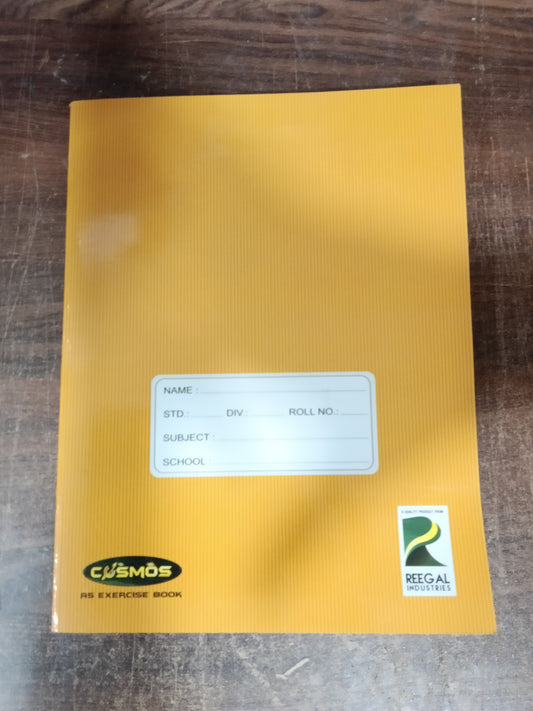 NAME :
STD.: DIV.: ROLL NO.:
SUBJECT :
SCHOOL :
A QUALITY PRODUCT FROM
REEGAL
INDUSTRIES
COSMOS
A5 EXERCISE BOOK